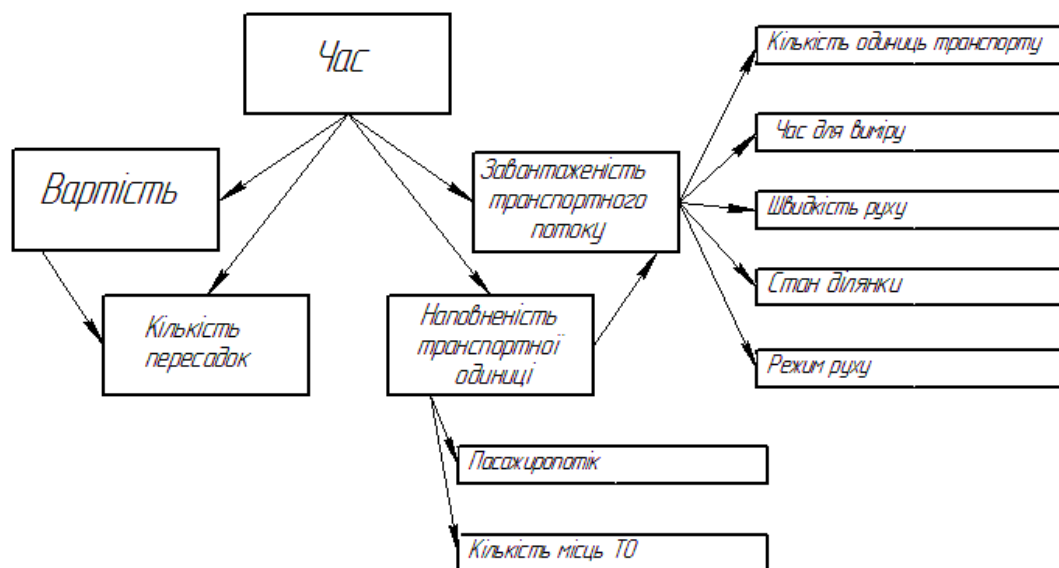 Час
Кількість одиниць транспорту
Час для виміру
Вартість
Завантаженість
транспортного
потоку
Швидкість руху
Стан ділянки
Кількість
пересадок
Наповненість
транспортної
одиниці
Режим руху
Пасажиропотік
Кількість місць ТО